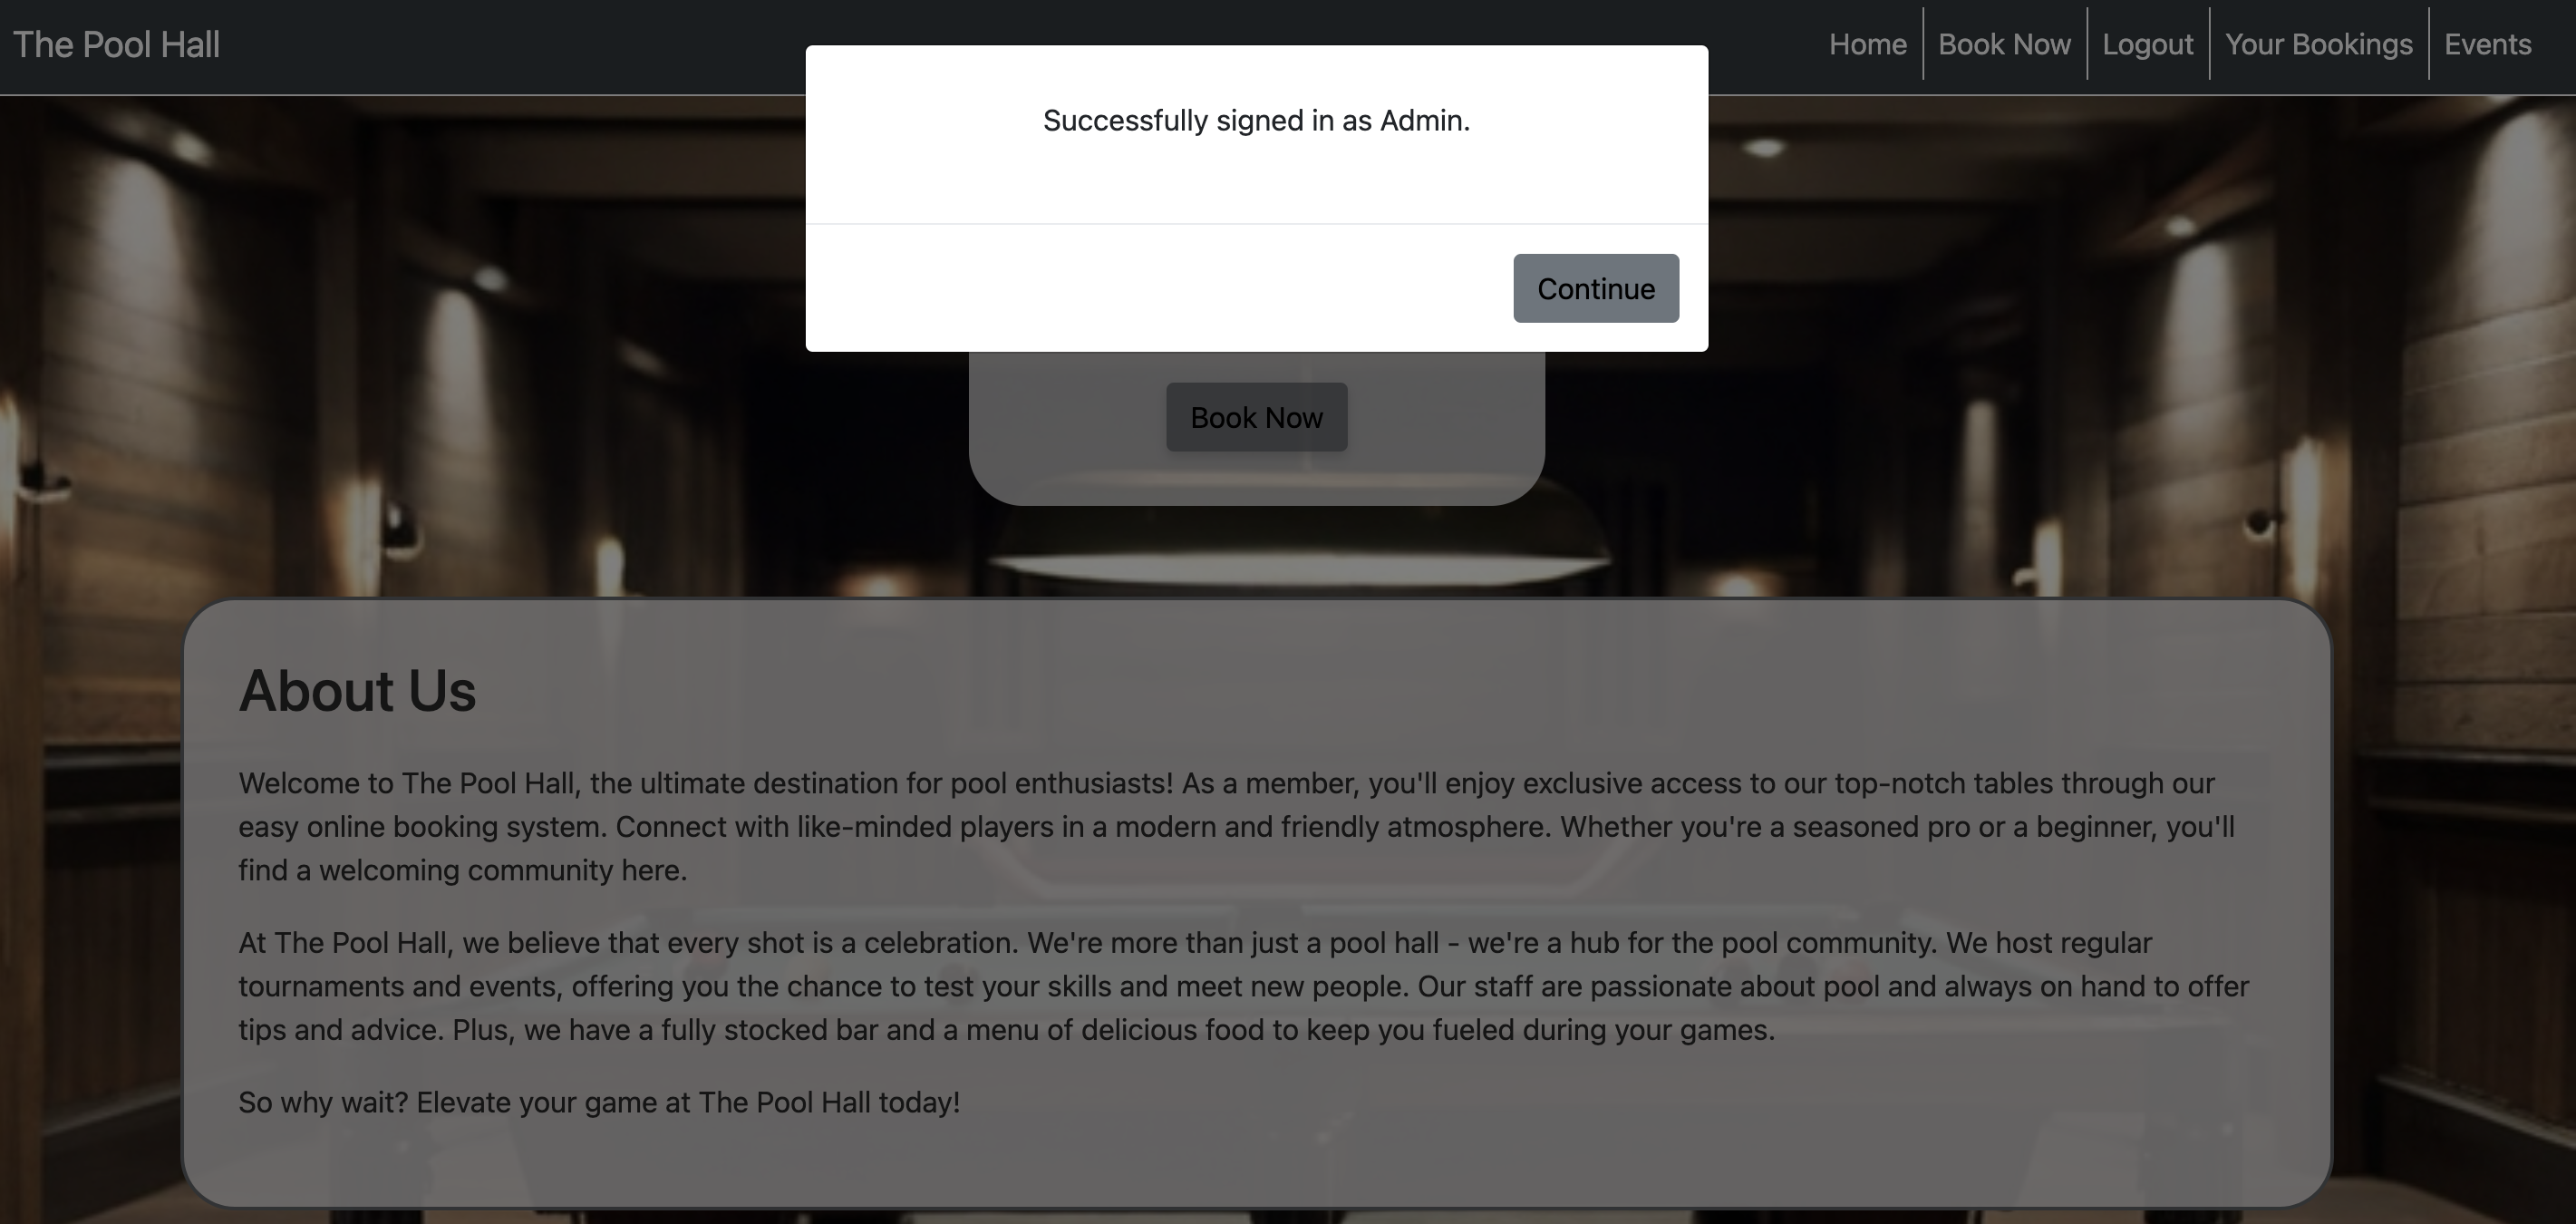 The Pool Hall
Home
Book Now
Logout
Your Bookings
Events
Successfully signed in as Admin.
Continue
Book Now
About Us
Welcome to The Pool Hall, the ultimate destination for pool enthusiasts! As a member, you'll enjoy exclusive access to our top-notch tables through our
easy online booking system. Connect with like-minded players in a modern and friendly atmosphere. Whether you're a seasoned pro or a beginner, you'll
find a welcoming community here.
At The Pool Hall, we believe that every shot is a celebration. We're more than just a pool hall - we're a hub for the pool community. We host regular
tournaments and events, offering you the chance to test your skills and meet new people. Our staff are passionate about pool and always on hand to offer
tips and advice. Plus, we have a fully stocked bar and a menu of delicious food to keep you fueled during your games.
So why wait? Elevate your game at The Pool Hall today!